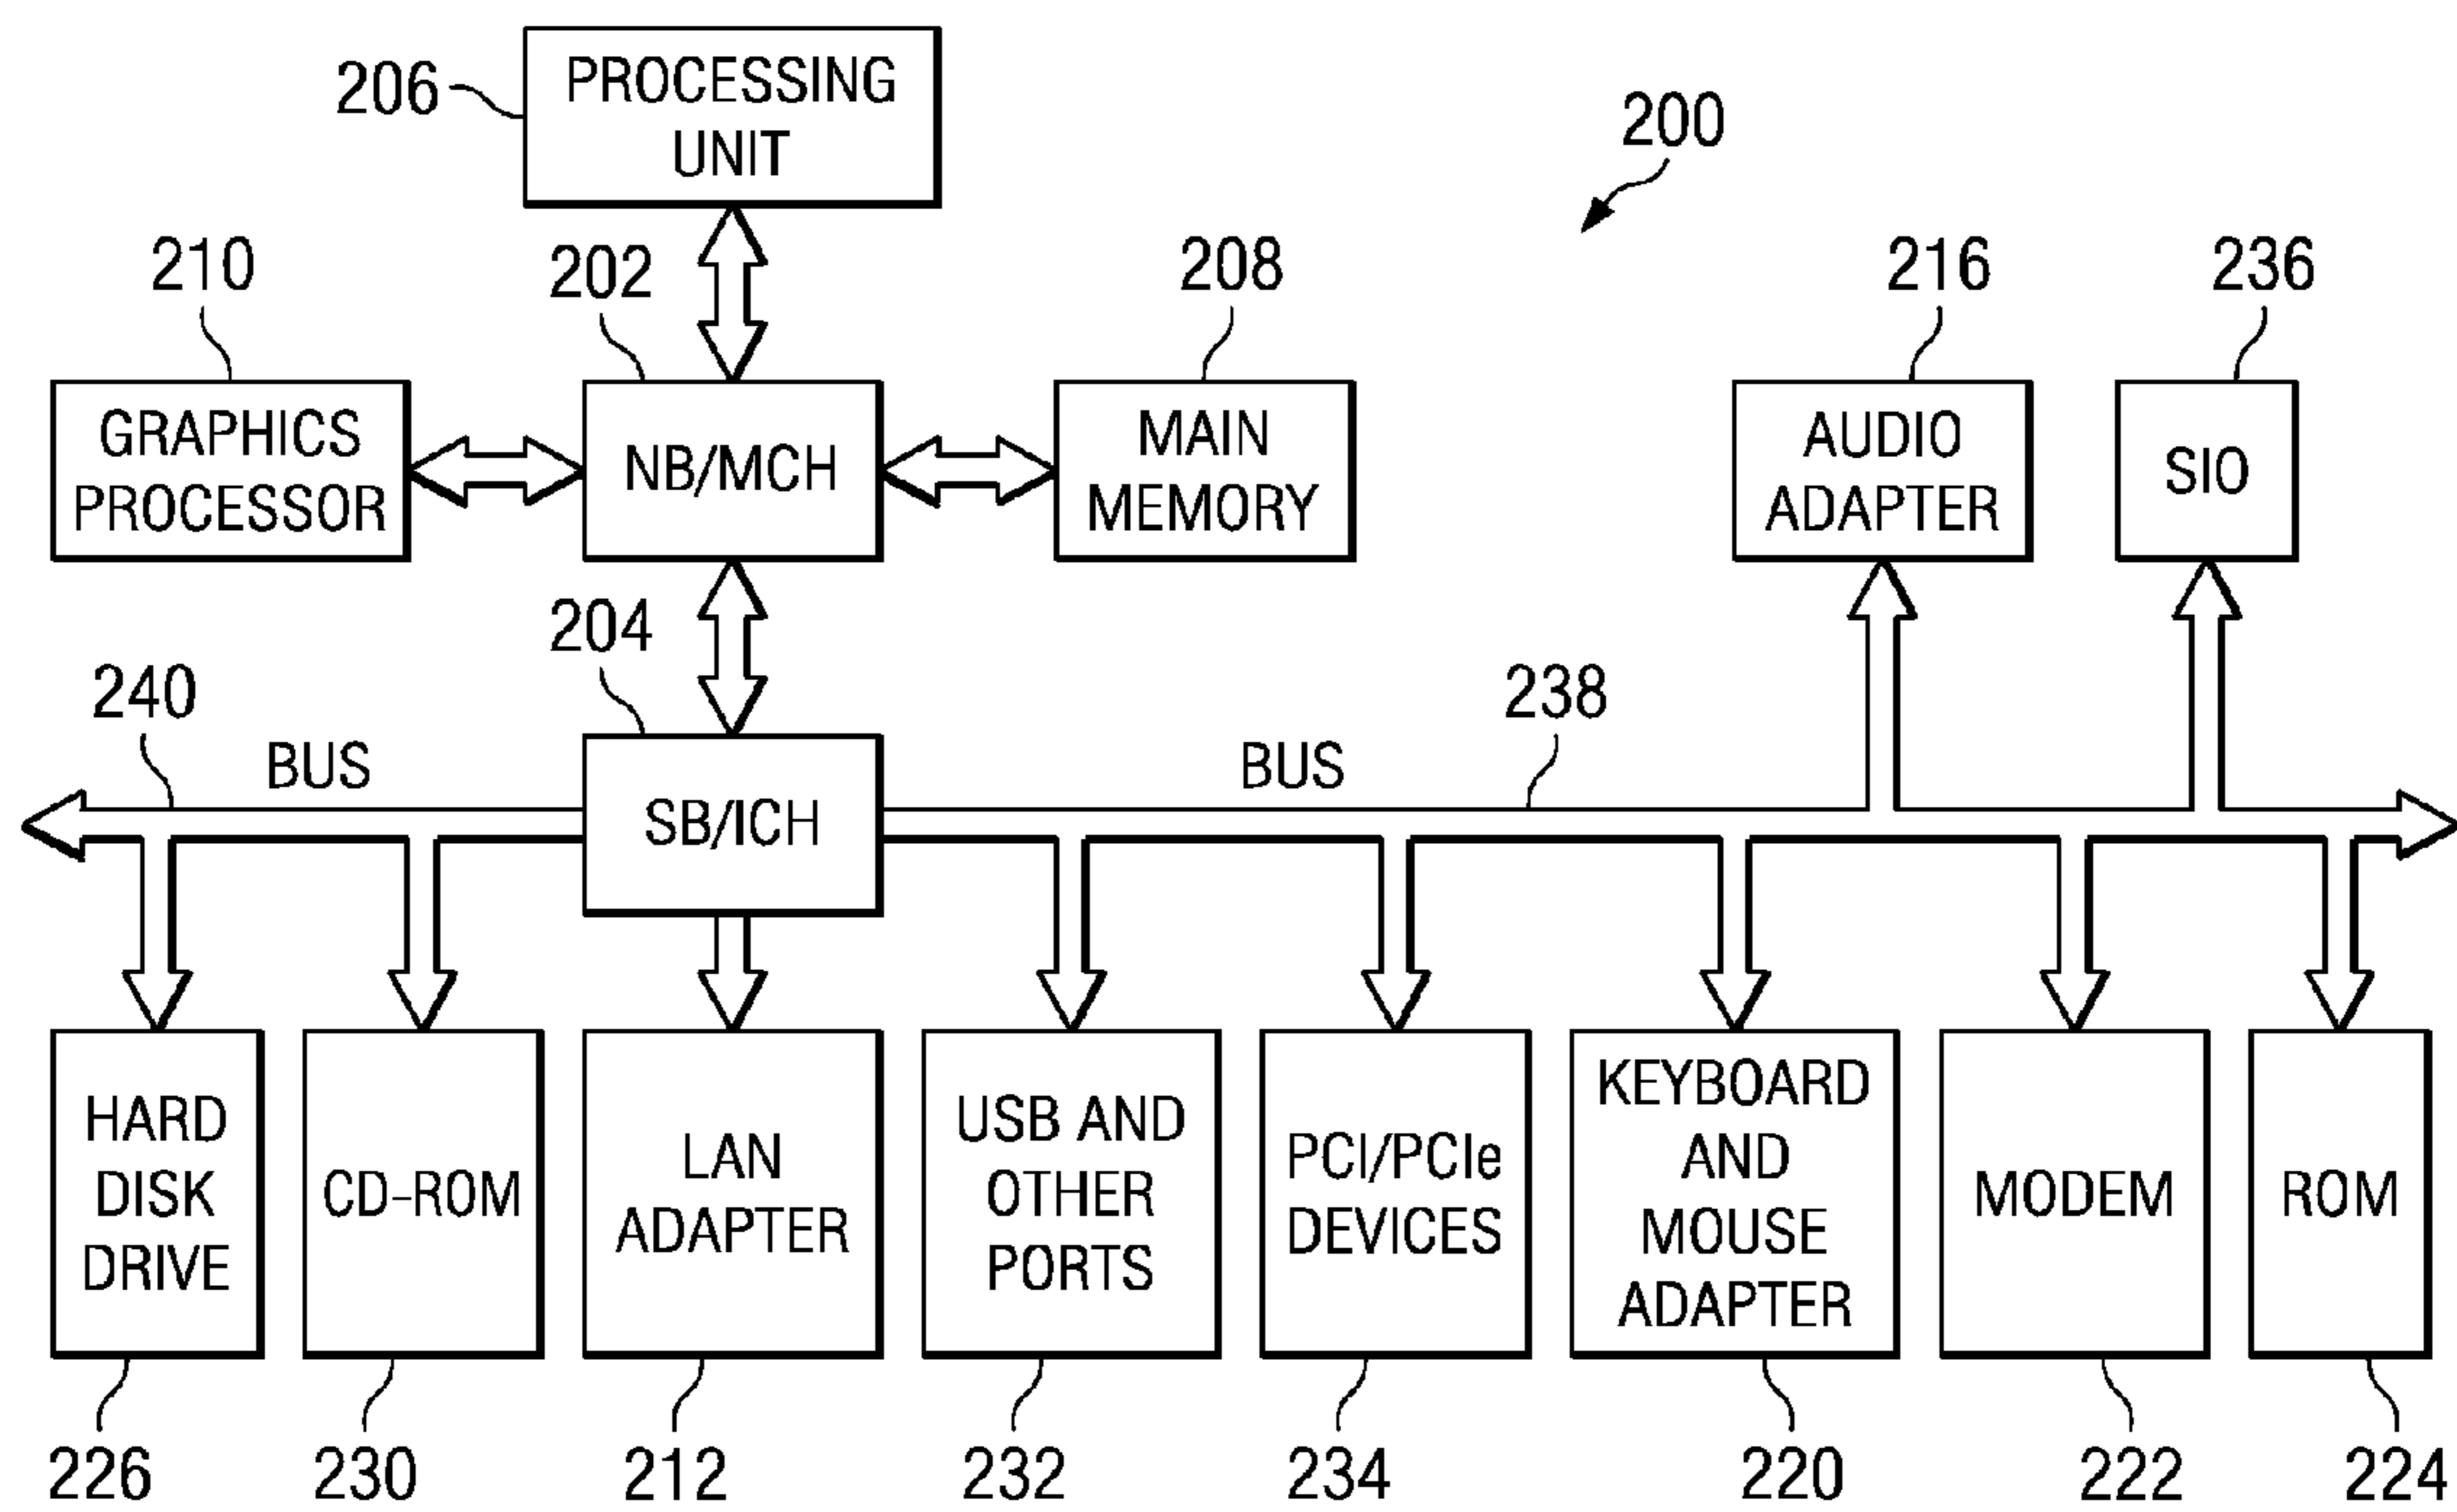 206
PROCESSING
UNIT
200
210
202
208
216
236
GRAPHICS
PROCESSOR
NB/MCH
MAIN
MEMORY
AUDIO
ADAPTER
SIO
204
240
BUS
238
BUS
SB/ICH
HARD
DISK
DRIVE
CD-ROM
LAN
ADAPTER
USB AND
OTHER
PORTS
PCI/PCIe
DEVICES
KEYBOARD
AND
MOUSE
ADAPTER
MODEM
ROM
226
230
212
232
234
220
222
224